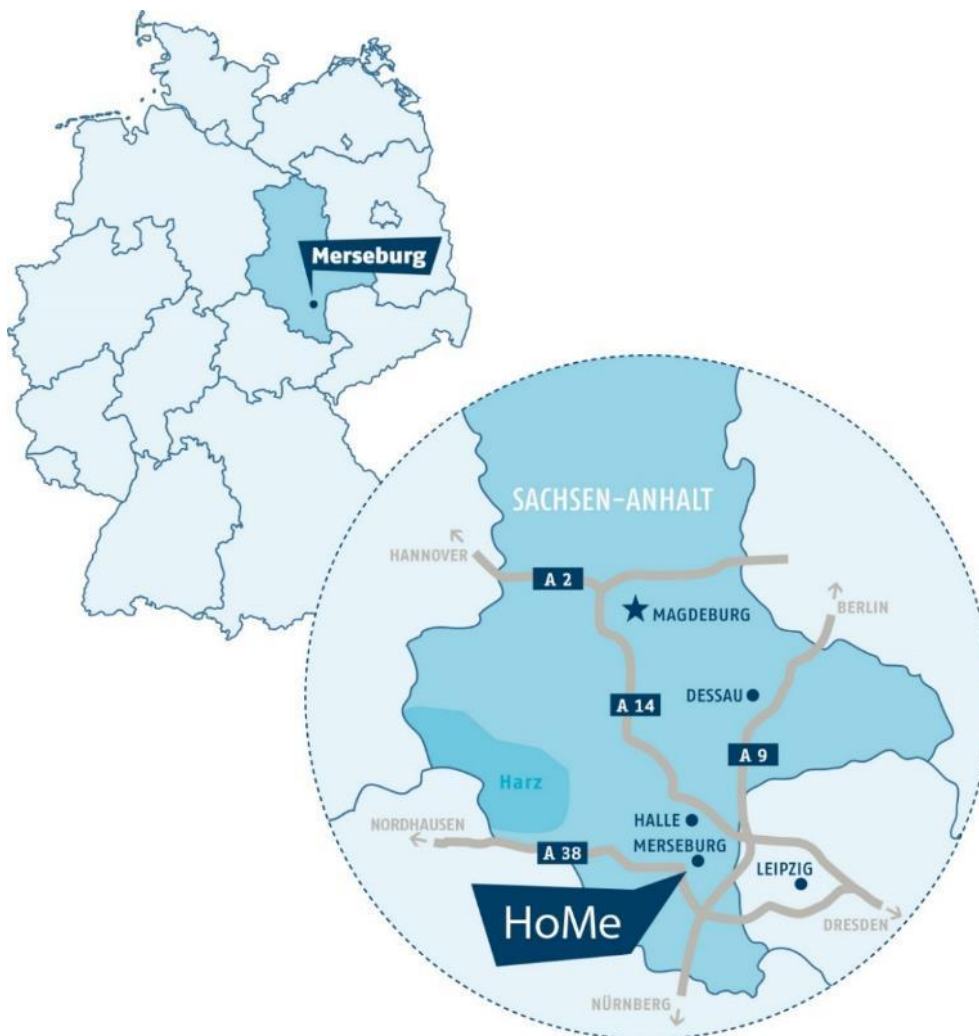 Merseburg
SACHSEN-ANHALT
HANNOVER
A 2
MAGDEBURG
BERLIN
DESSAU
A 14
A 9
Harz
HALLE
NORDHAUSEN
MERSEBURG
A 38
LEIPZIG
HoMe
DRESDEN
NÜRNBERG